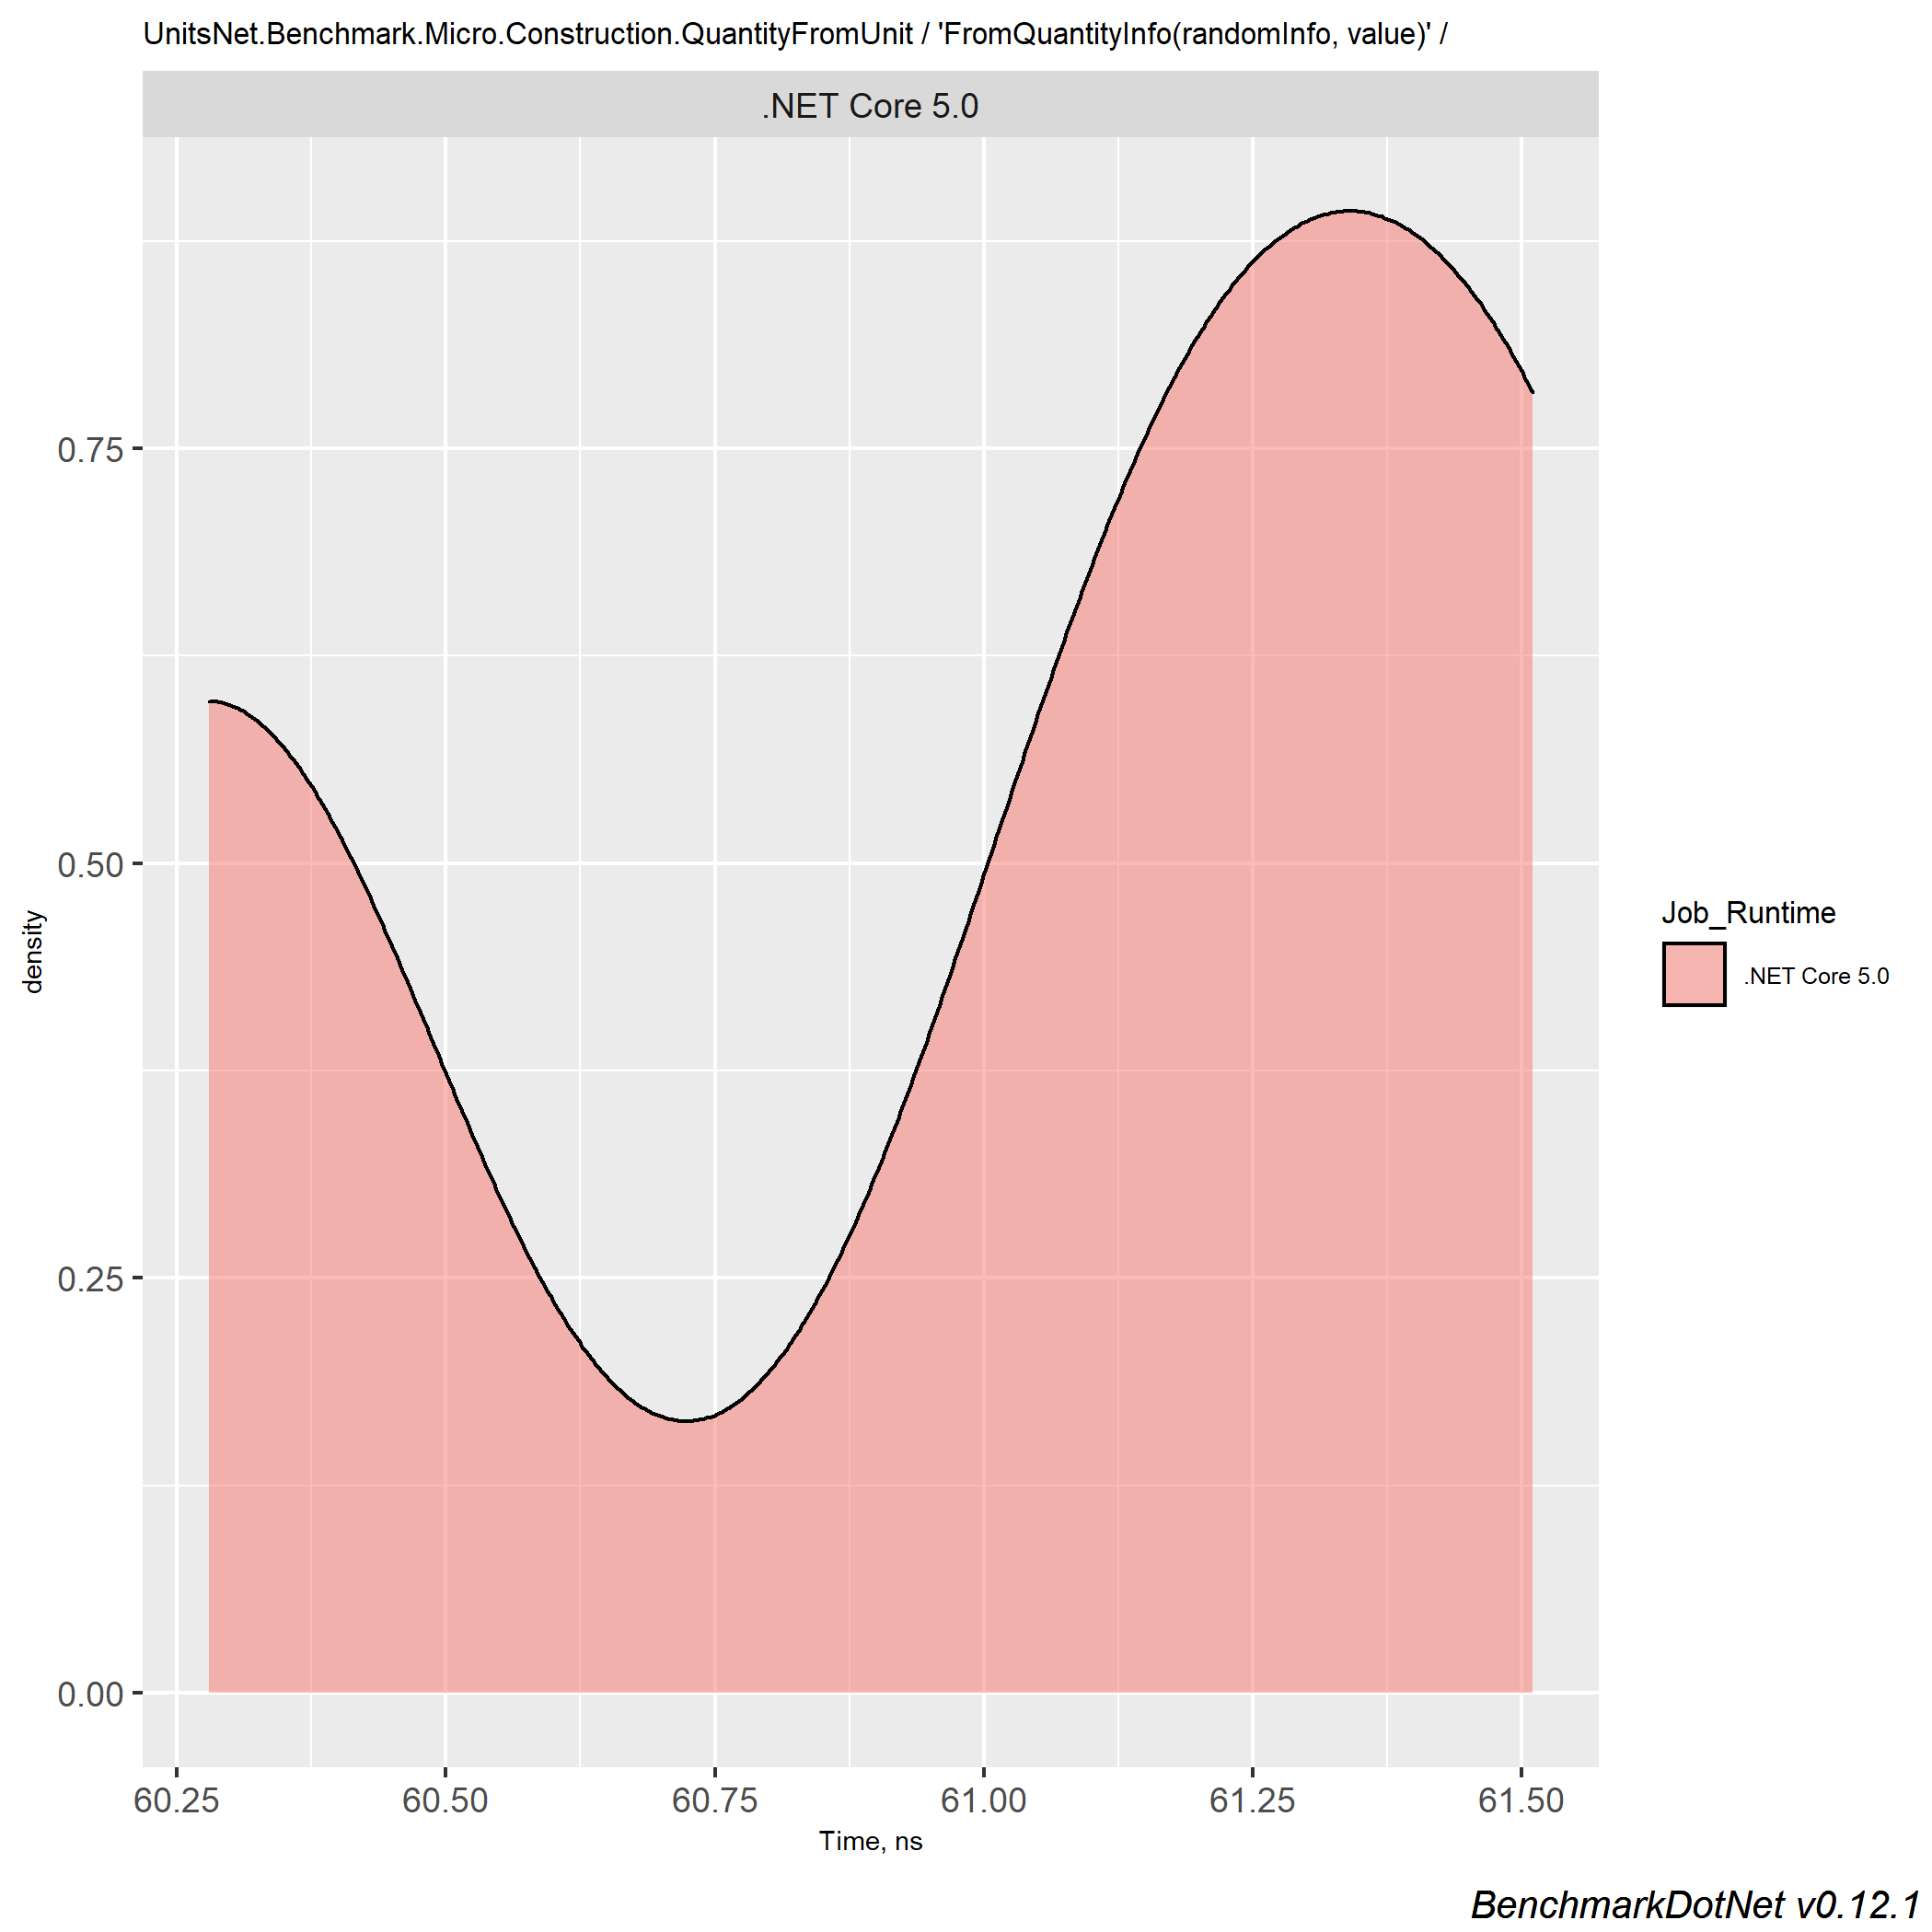 UnitsNet.Benchmark.Micro.Construction.QuantityFromUnit / 'FromQuantityInfo(randomInfo, value)' /
.NET Core 5.0
0.75
0.50
0.25
0.00
density
60.25 60.50 60.75 61.00 61.25 61.50
Time, ns
Job_Runtime
.NET Core 5.0
BenchmarkDotNet v0.12.1